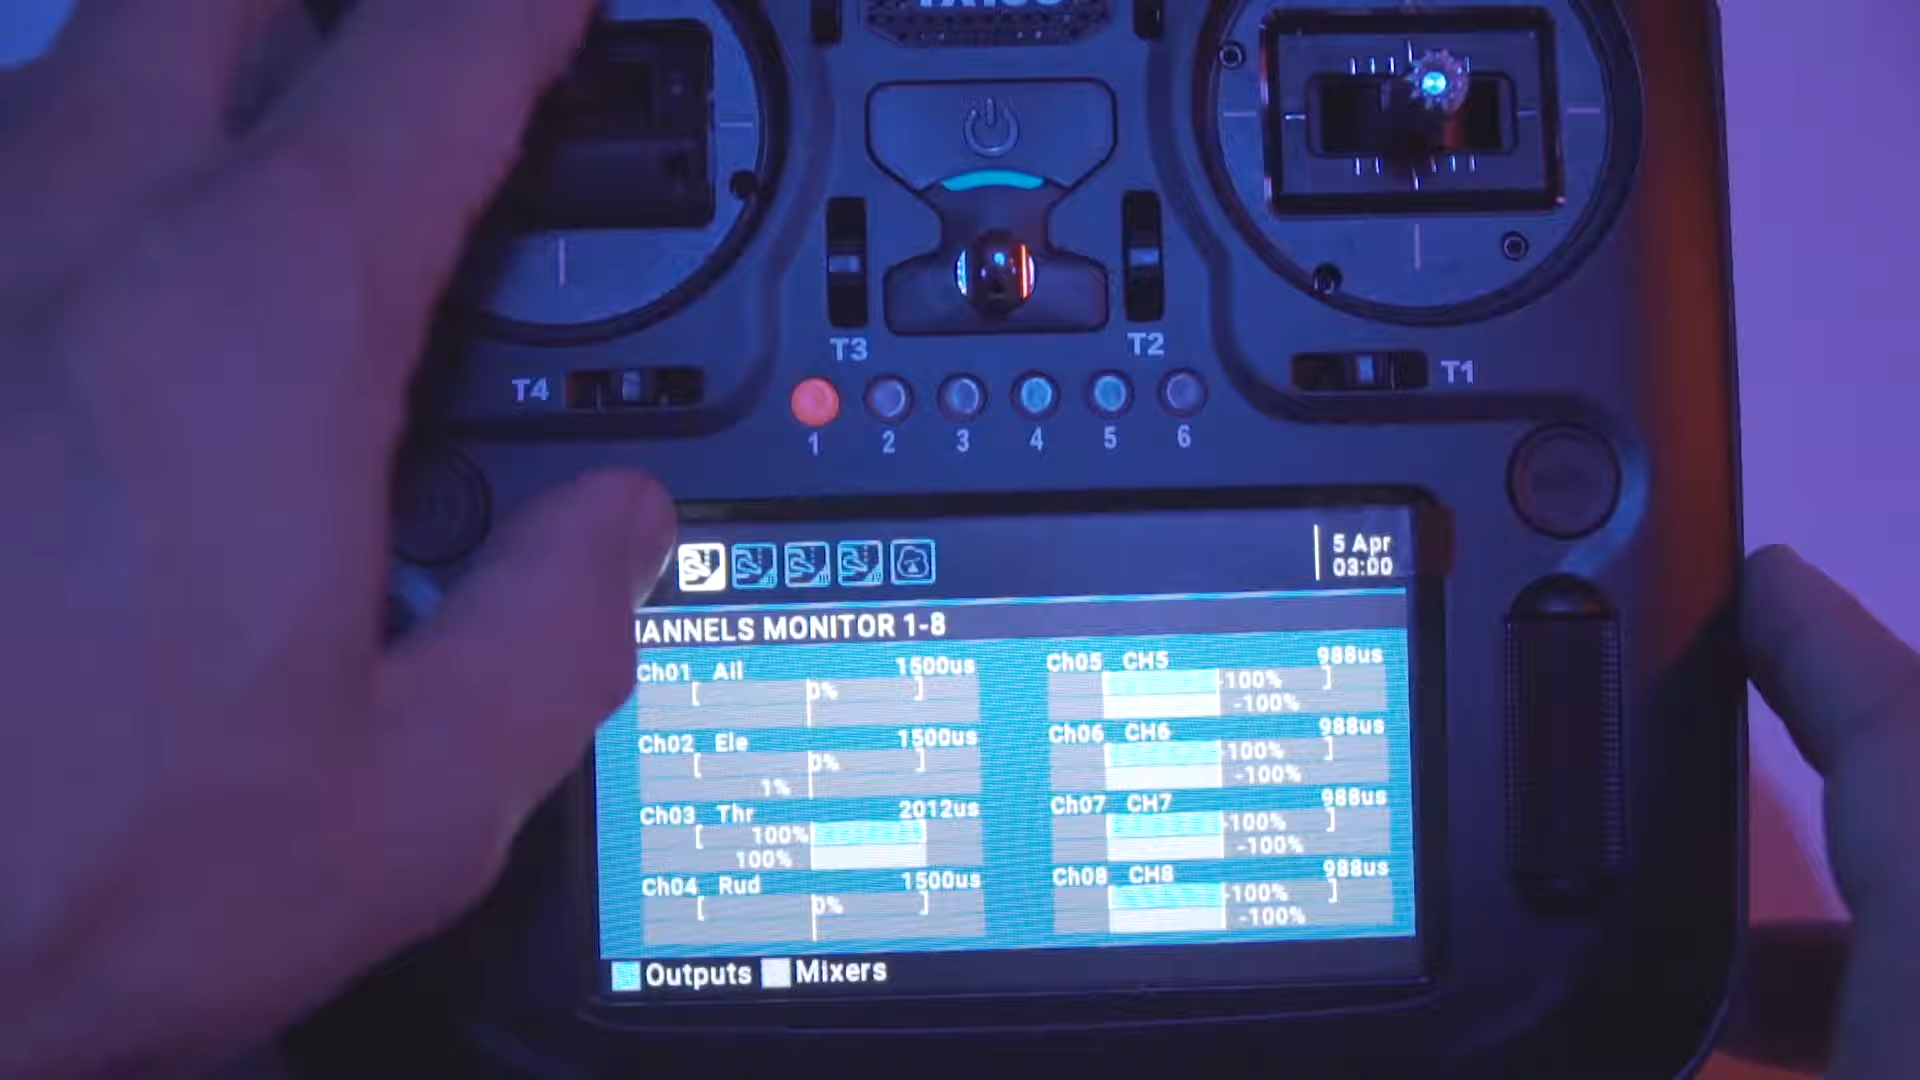 T3
T2
T4
T1
1 2 3 4 5 6
5 Apr
03:00
HANNELS MONITOR 1-8
Ch01 Ail 1500us
0%
Ch02 Ele 1500us
0%
1%
Ch03 Thr 2012us
100%
100%
Ch04 Rud 1500us
0%
Ch05 CH5 988us
-100%
-100%
Ch06 CH6 988us
-100%
-100%
Ch07 CH7 988us
-100%
-100%
Ch08 CH8 988us
-100%
-100%
Outputs Mixers